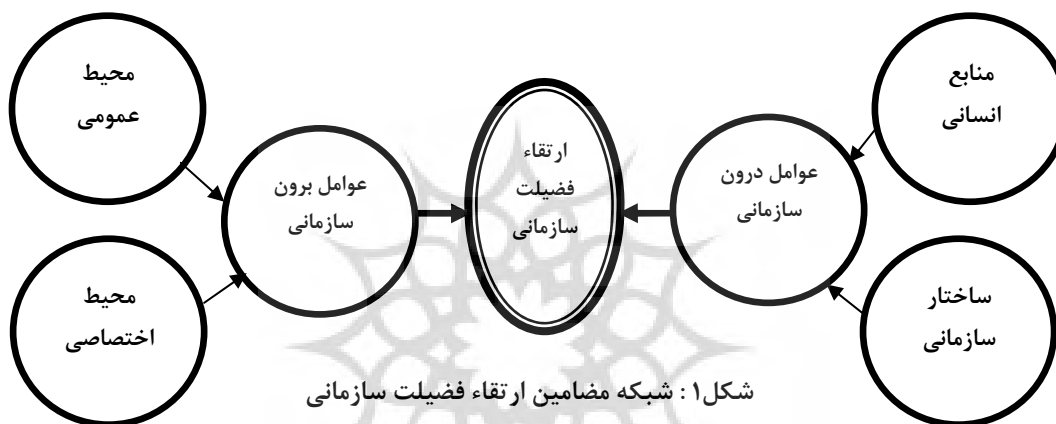 منابع
انسانی
ساختار
سازمانی
عوامل درون
سازمانی
ارتقاء
فضیلت
سازمانی
عوامل برون
سازمانی
محیط
عمومی
محیط
اختصاصی
شکل۱ : شبکه مضامین ارتقاء فضیلت سازمانی